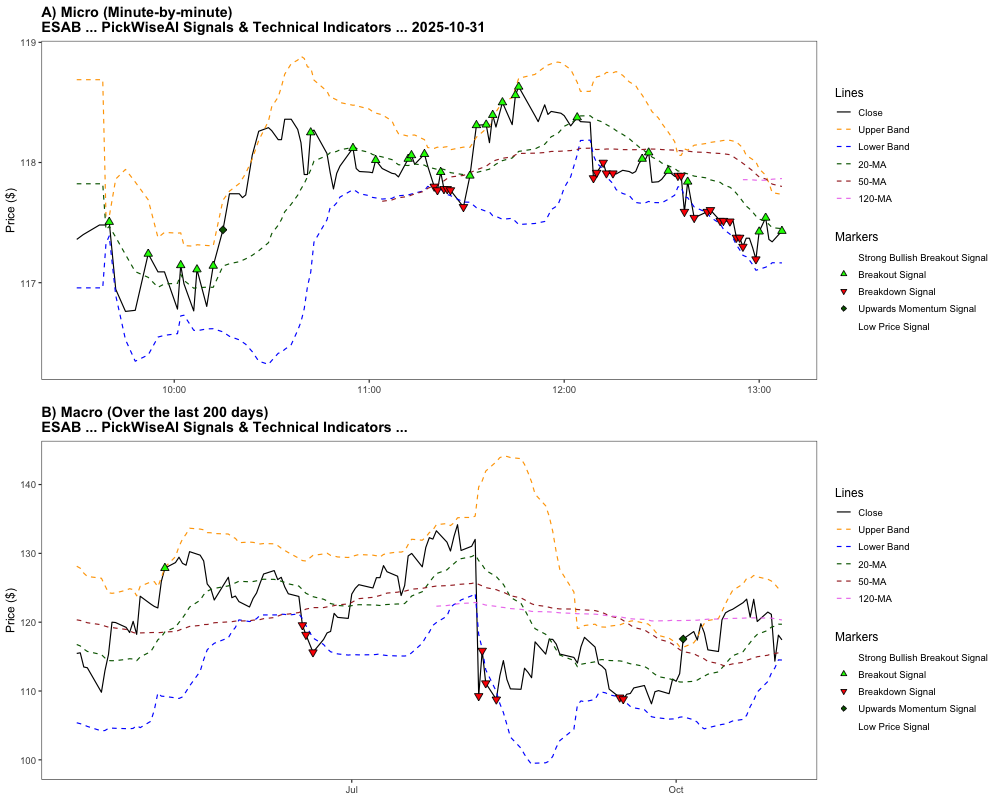 A) Micro (Minute-by-minute)
ESAB ... PickWiseAI Signals & Technical Indicators ... 2025-10-31
119
118
117
Price ($)
10:00
11:00
12:00
13:00
Lines
Close
Upper Band
Lower Band
20-MA
50-MA
120-MA
Markers
Strong Bullish Breakout Signal
Breakout Signal
Breakdown Signal
Upwards Momentum Signal
Low Price Signal
B) Macro (Over the last 200 days)
ESAB ... PickWiseAI Signals & Technical Indicators ...
140
130
120
110
100
Price ($)
Jul
Oct
Lines
Close
Upper Band
Lower Band
20-MA
50-MA
120-MA
Markers
Strong Bullish Breakout Signal
Breakout Signal
Breakdown Signal
Upwards Momentum Signal
Low Price Signal